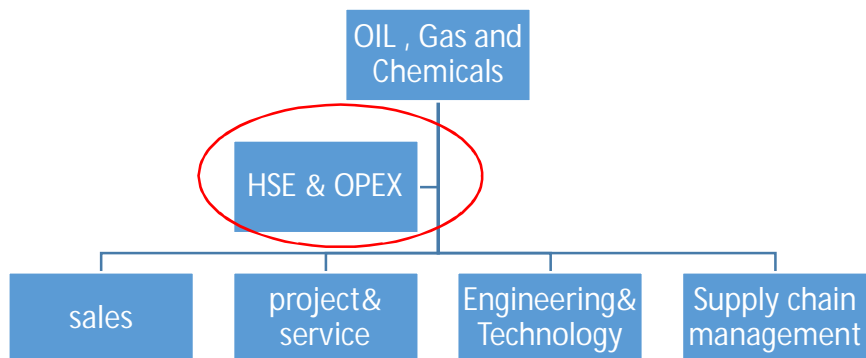 OIL , Gas and
Chemicals
HSE & OPEX
sales
project&
service
Engineering&
Technology
Supply chain
management